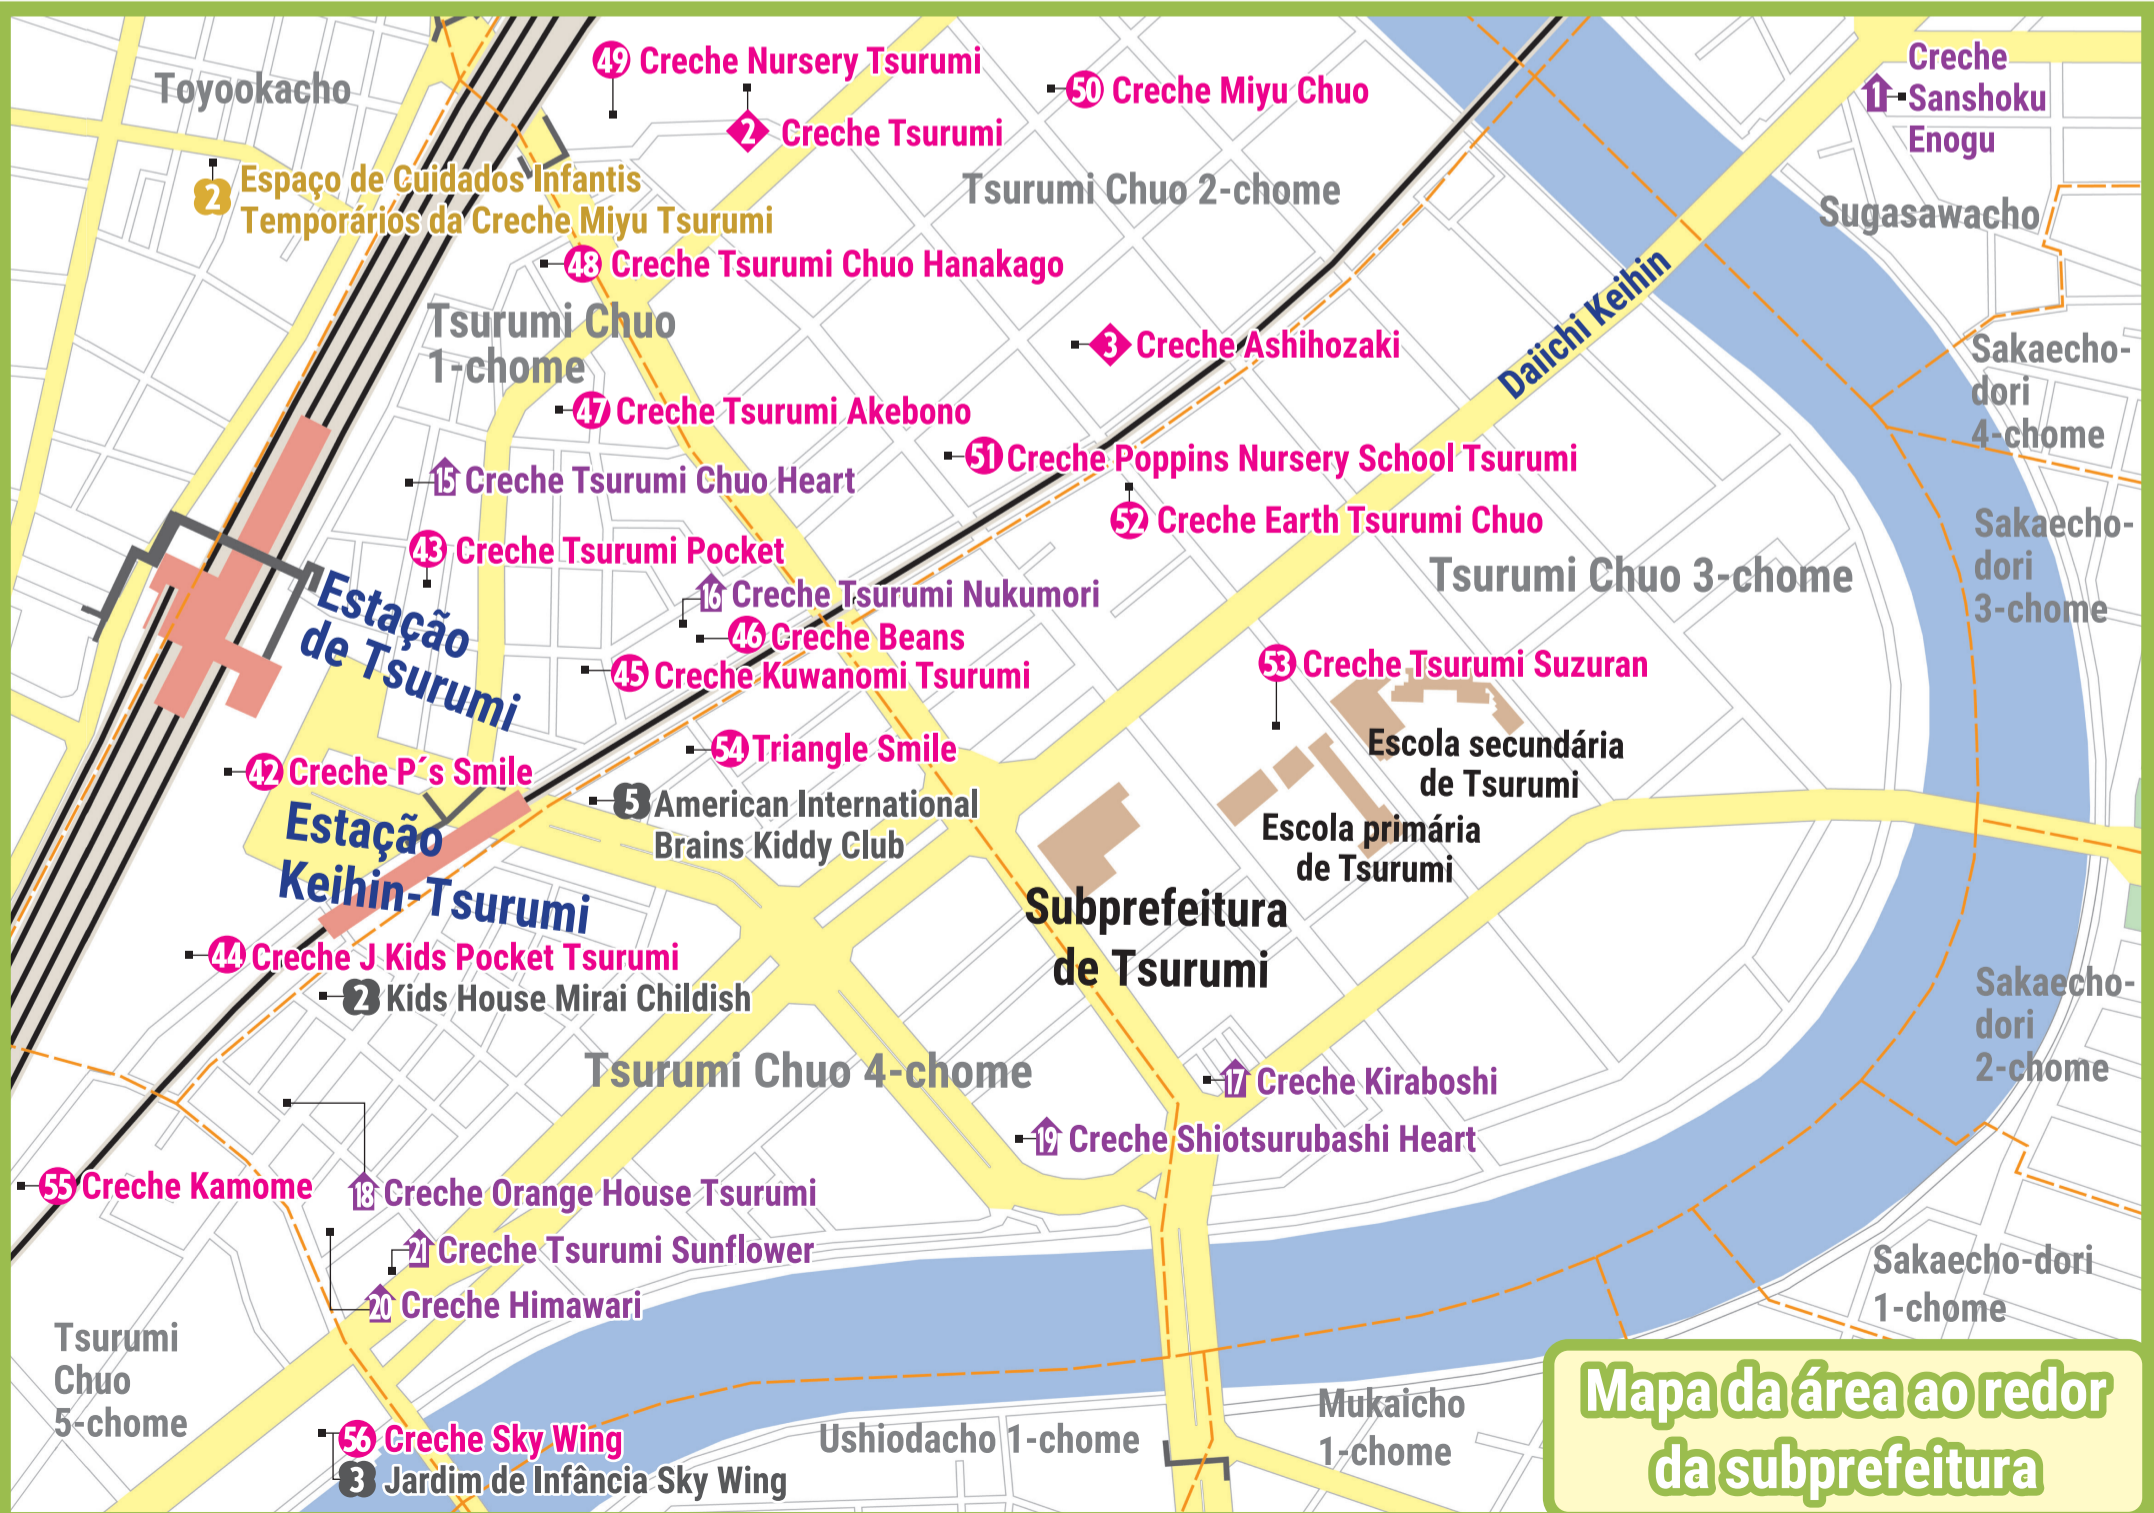 49 Creche Nursery Tsurumi
2 Creche Tsurumi
50 Creche Miyu Chuo
1 Creche
Sanshoku
Enogu
Toyookacho
2 Espaço de Cuidados Infantis
Temporários da Creche Miyu Tsurumi
Tsurumi Chuo 2-chome
Sugasawacho
48 Creche Tsurumi Chuo Hanakago
Tsurumi Chuo
1-chome
3 Creche Ashihozaki
Daiichi Keihin
Sakaecho-
dori
4-chome
47 Creche Tsurumi Akebono
51 Creche Poppins Nursery School Tsurumi
15 Creche Tsurumi Chuo Heart
52 Creche Earth Tsurumi Chuo
Sakaecho-
dori
3-chome
43 Creche Tsurumi Pocket
Tsurumi Chuo 3-chome
Estação
de Tsurumi
16 Creche Tsurumi Nukumori
46 Creche Beans
45 Creche Kuwanomi Tsurumi
53 Creche Tsurumi Suzuran
54 Triangle Smile
Escola secundária
de Tsurumi
42 Creche P´s Smile
5 American International
Brains Kiddy Club
Escola primária
de Tsurumi
Estação
Keihin-Tsurumi
Subprefeitura
de Tsurumi
44 Creche J Kids Pocket Tsurumi
2 Kids House Mirai Childish
Sakaecho-
dori
2-chome
Tsurumi Chuo 4-chome
17 Creche Kiraboshi
19 Creche Shiotsurubashi Heart
55 Creche Kamome
18 Creche Orange House Tsurumi
21 Creche Tsurumi Sunflower
20 Creche Himawari
Sakaecho-dori
1-chome
Tsurumi
Chuo
5-chome
56 Creche Sky Wing
3 Jardim de Infância Sky Wing
Ushiodacho 1-chome
Mukaicho
1-chome
Mapa da área ao redor
da subprefeitura